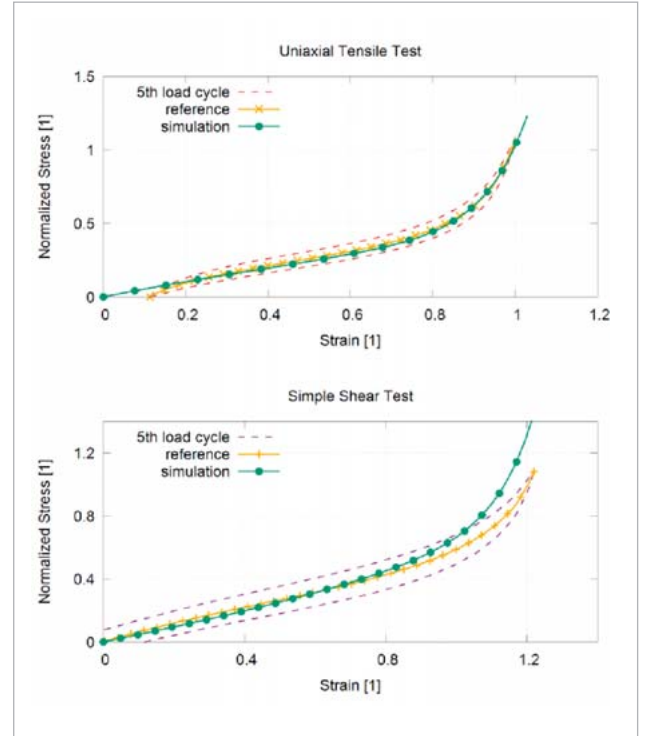 Uniaxial Tensile Test
1.5
5th load cycle
reference
simulation
1
0.5
0
Normalized Stress [1]
0 0.2 0.4 0.6 0.8 1 1.2
Strain [1]
Simple Shear Test
5th load cycle
reference
simulation
1.2
0.8
0.4
0
Normalized Stress [1]
0 0.4 0.8 1.2
Strain [1]